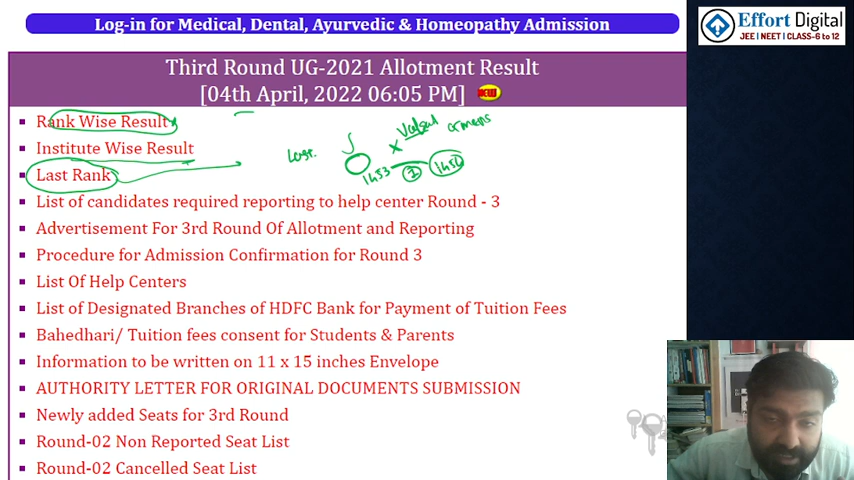 Log-in for Medical, Dental, Ayurvedic & Homeopathy Admission
Effort Digital
JEE | NEET | CLASS-6 to 12
Third Round UG-2021 Allotment Result
[04th April, 2022 06:05 PM] NEW
Rank Wise Result
Institute Wise Result
Last Rank
List of candidates required reporting to help center Round - 3
Advertisement For 3rd Round Of Allotment and Reporting
Procedure for Admission Confirmation for Round 3
List Of Help Centers
List of Designated Branches of HDFC Bank for Payment of Tuition Fees
Bahedhari/ Tuition fees consent for Students & Parents
Information to be written on 11 x 15 inches Envelope
AUTHORITY LETTER FOR ORIGINAL DOCUMENTS SUBMISSION
Newly added Seats for 3rd Round
Round-02 Non Reported Seat List
Round-02 Cancelled Seat List